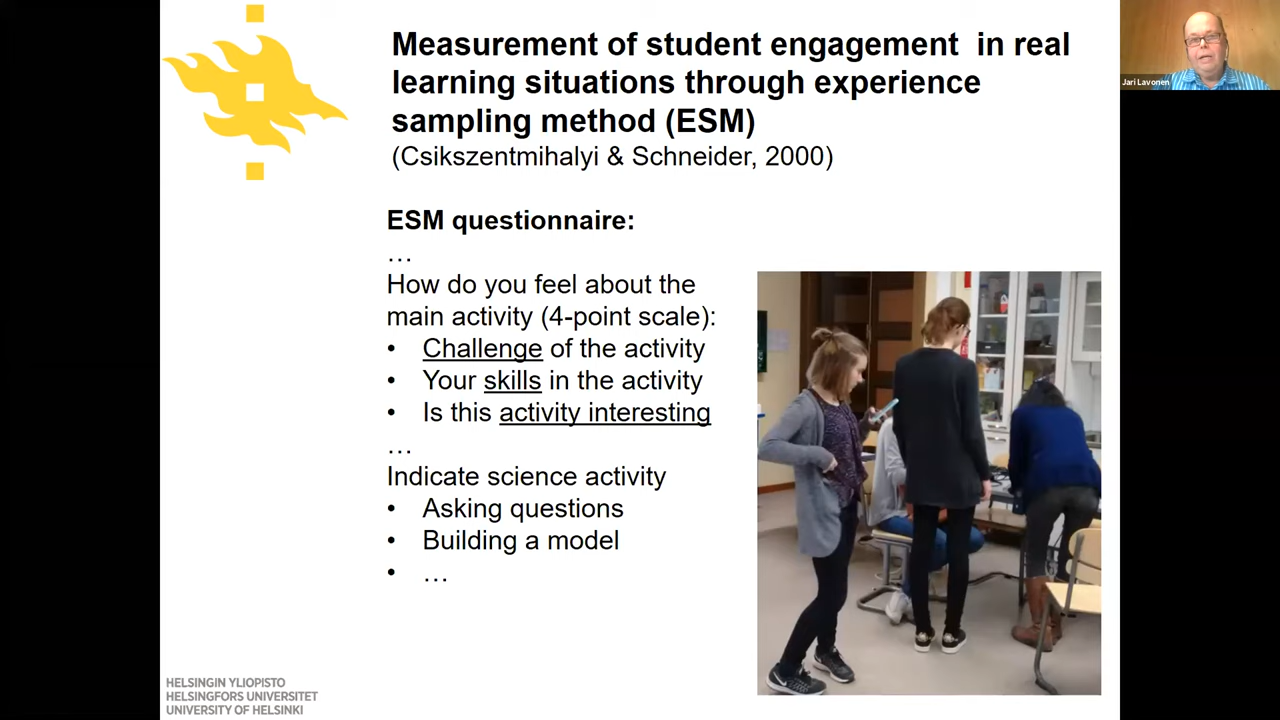 Measurement of student engagement in real
learning situations through experience
sampling method (ESM)
(Csikszentmihalyi & Schneider, 2000)
Jari Lavonen
ESM questionnaire:
…
How do you feel about the
main activity (4-point scale):
• Challenge of the activity
• Your skills in the activity
• Is this activity interesting
…
Indicate science activity
• Asking questions
• Building a model
• …
HELSINGIN YLIOPISTO
HELSINGFORS UNIVERSITET
UNIVERSITY OF HELSINKI